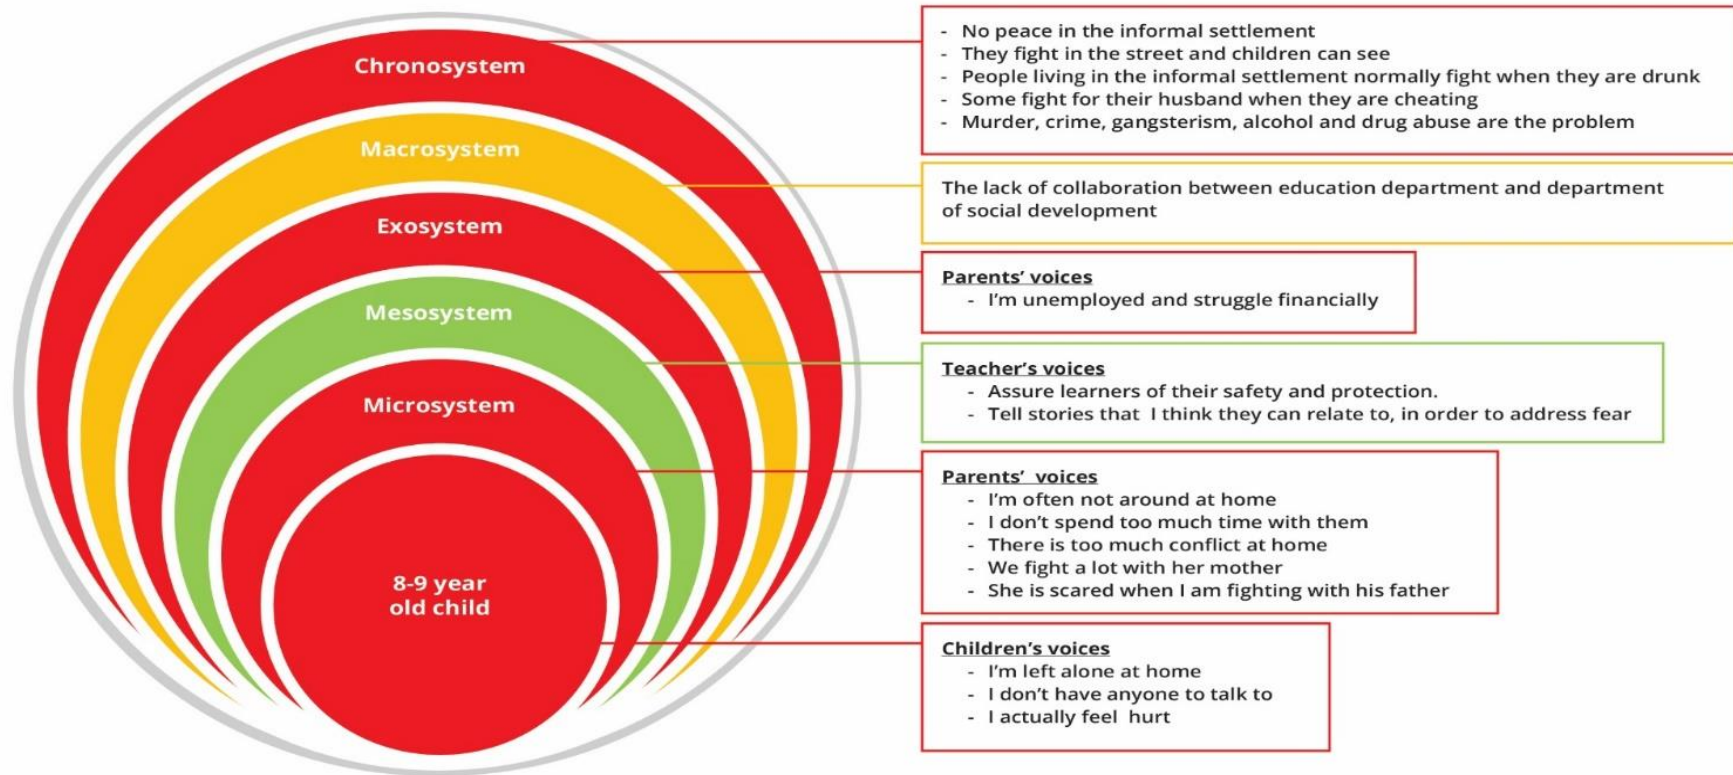 Chronosystem
Macrosystem
Exosystem
Mesosystem
Microsystem
8-9 year
old child
- No peace in the informal settlement
- They fight in the street and children can see
- People living in the informal settlement normally fight when they are drunk
- Some fight for their husband when they are cheating
- Murder, crime, gangsterism, alcohol and drug abuse are the problem
The lack of collaboration between education department and department
of social development
Parents’ voices
- I’m unemployed and struggle financially
Teacher’s voices
- Assure learners of their safety and protection.
- Tell stories that I think they can relate to, in order to address fear
Parents’ voices
- I’m often not around at home
- I don’t spend too much time with them
- There is too much conflict at home
- We fight a lot with her mother
- She is scared when I am fighting with his father
Children’s voices
- I’m left alone at home
- I don’t have anyone to talk to
- I actually feel hurt